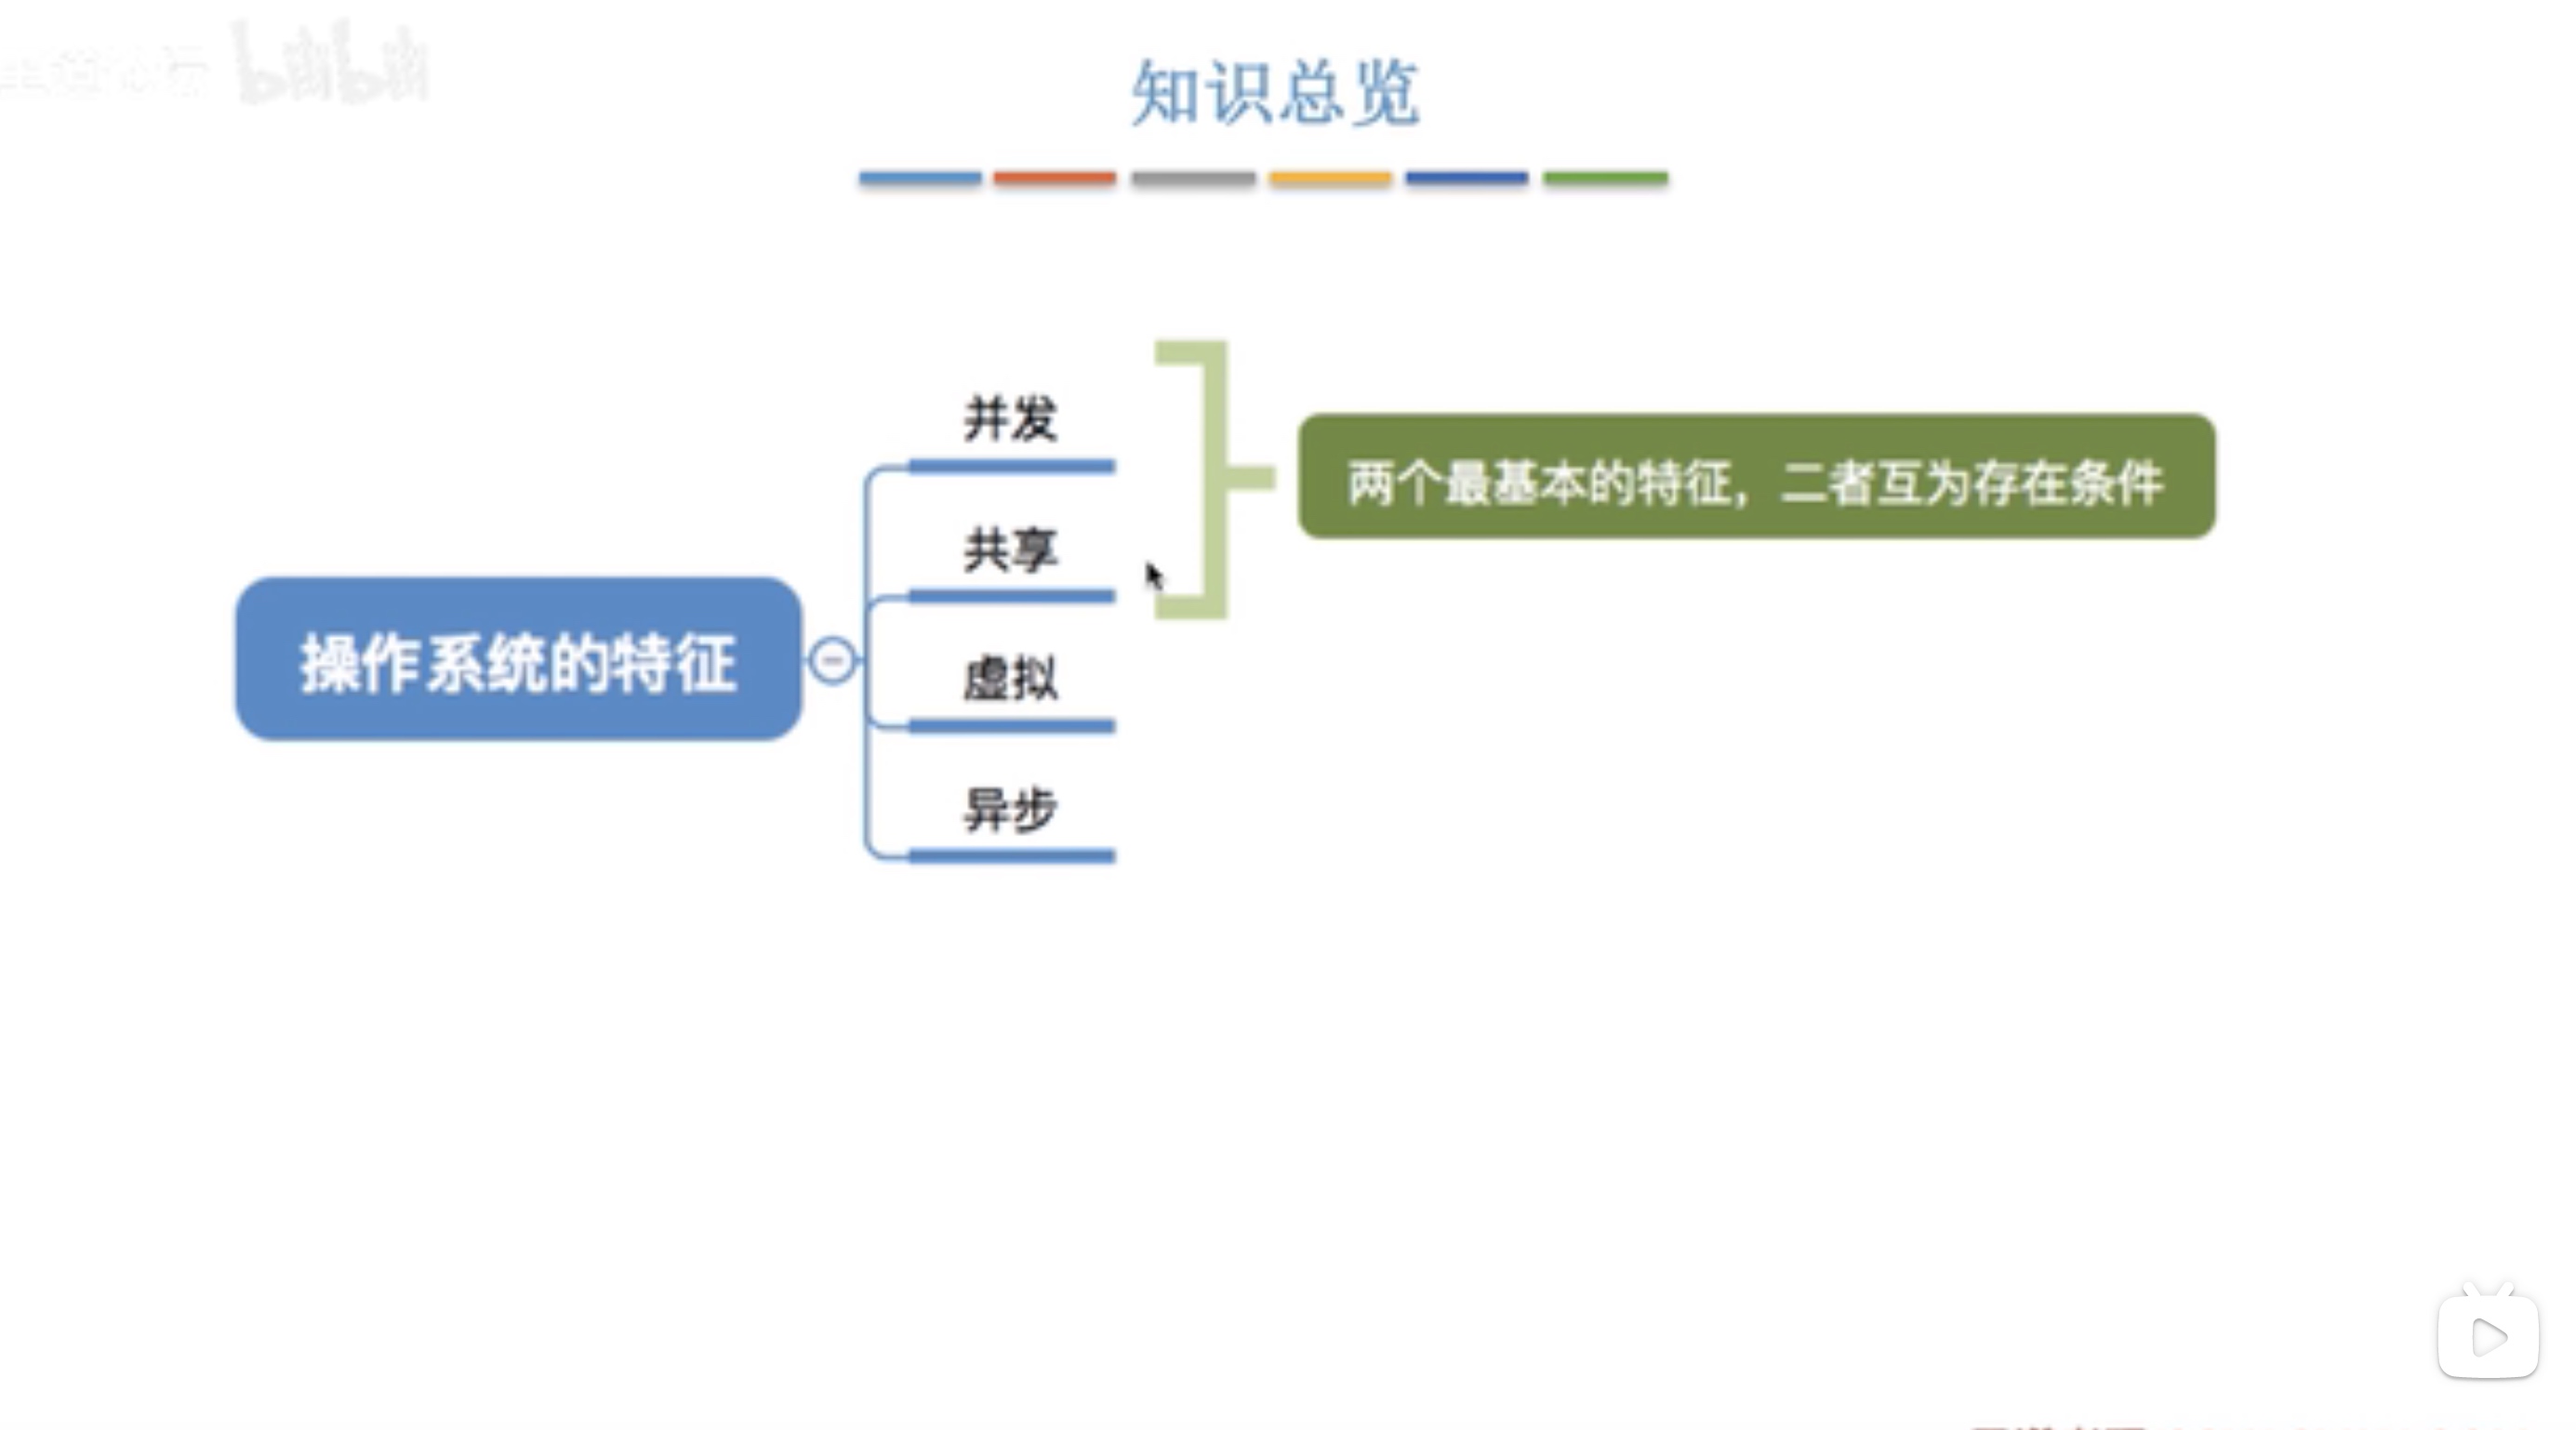 bilibili
知识总览
并发
两个最基本的特征，二者互为存在条件
共享
操作系统的特征
虚拟
异步